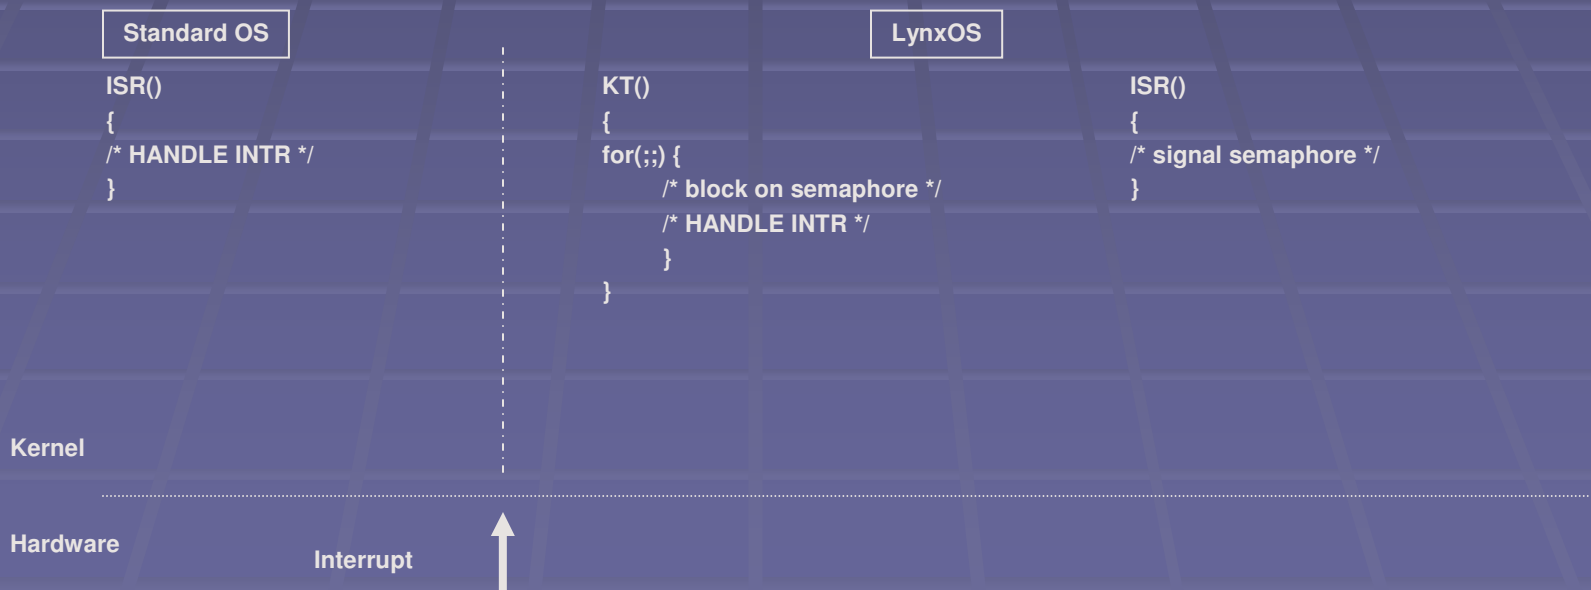 Standard OS
LynxOS
ISR()
{
/* HANDLE INTR */
}
KT()
{
for(;;) {
/* block on semaphore */
/* HANDLE INTR */
}
}
ISR()
{
/* signal semaphore */
}
Kernel
Hardware
Interrupt